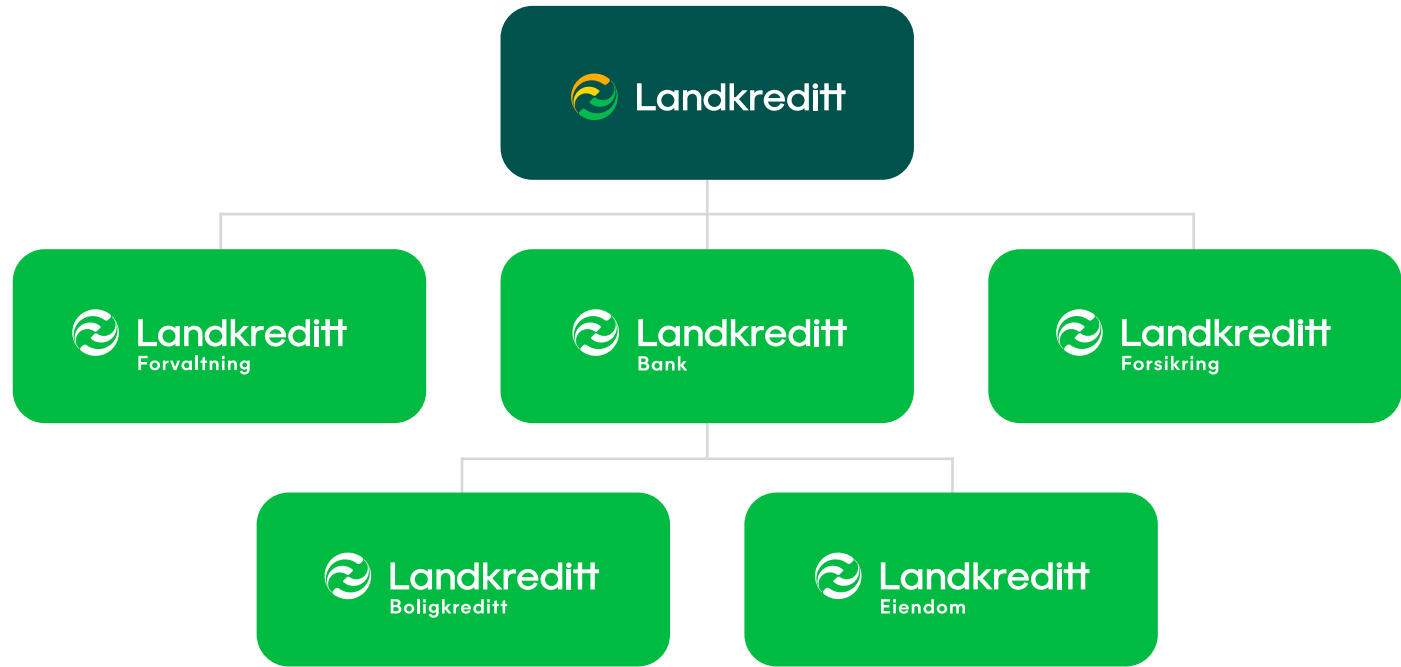 Landkreditt
Landkreditt
Forvaltning
Landkreditt
Bank
Landkreditt
Forsikring
Landkreditt
Boligkreditt
Landkreditt
Eiendom